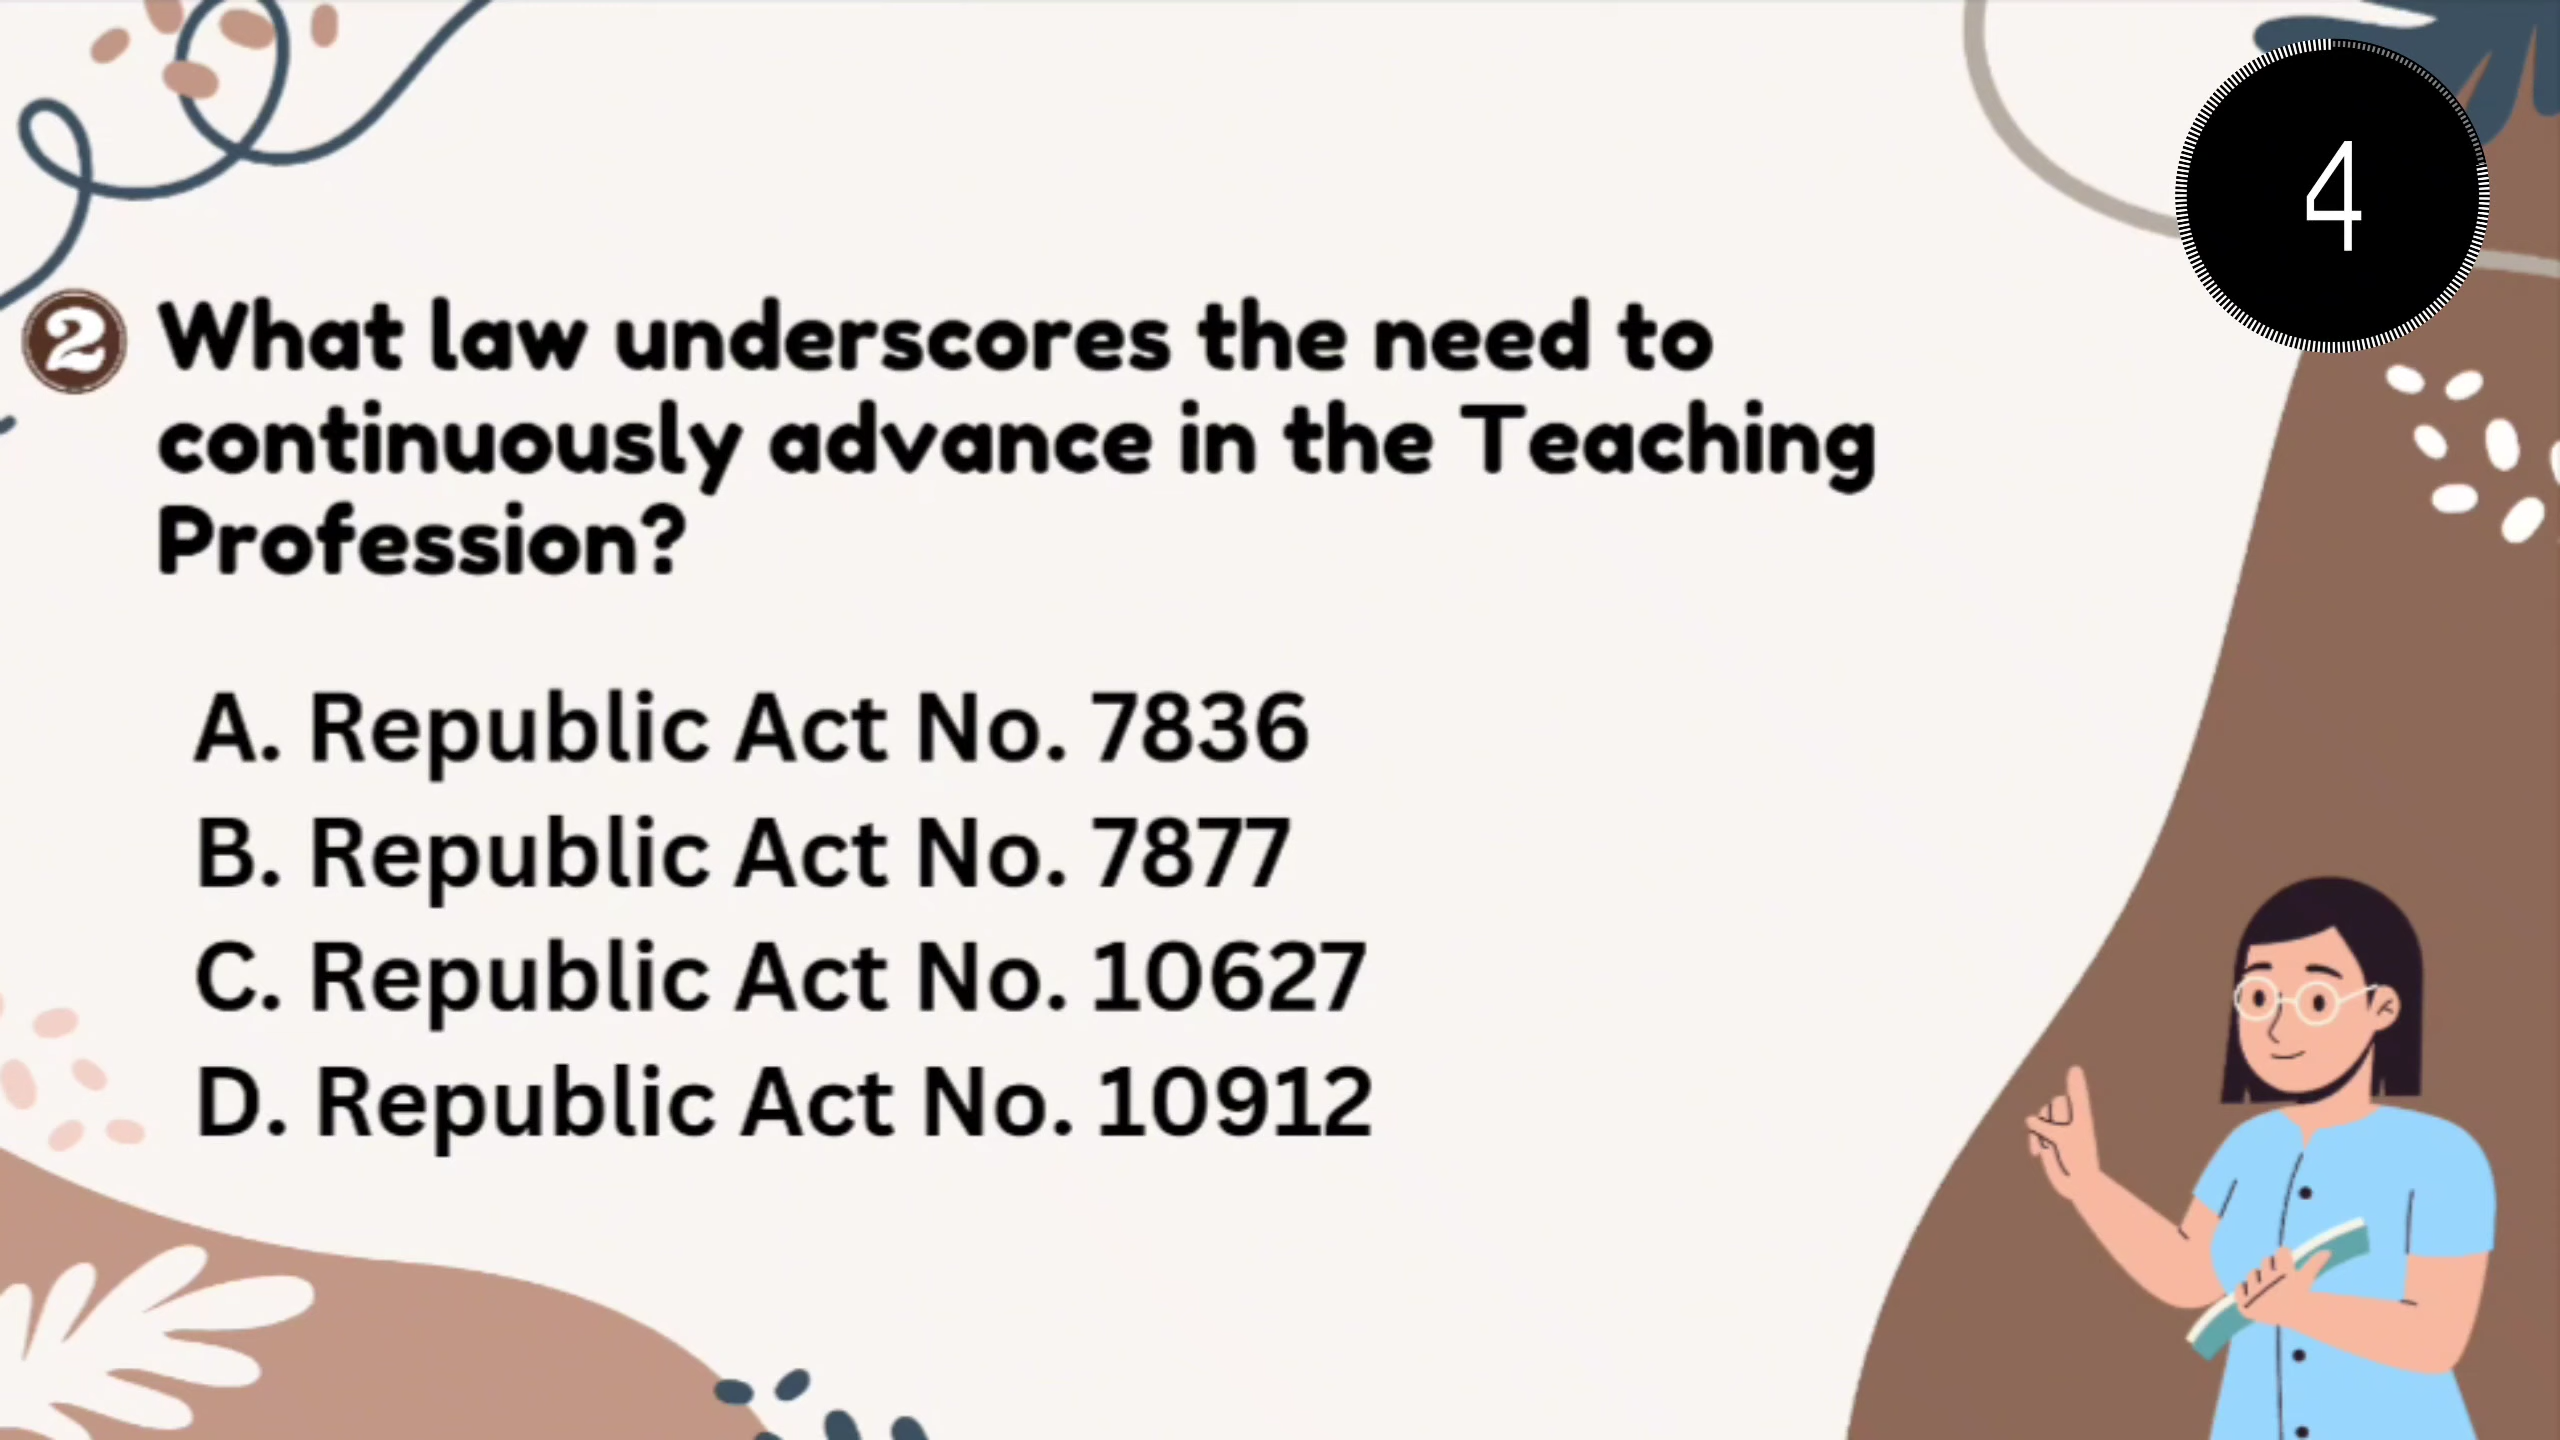 4
2 What law underscores the need to
continuously advance in the Teaching
Profession?
A. Republic Act No. 7836
B. Republic Act No. 7877
C. Republic Act No. 10627
D. Republic Act No. 10912